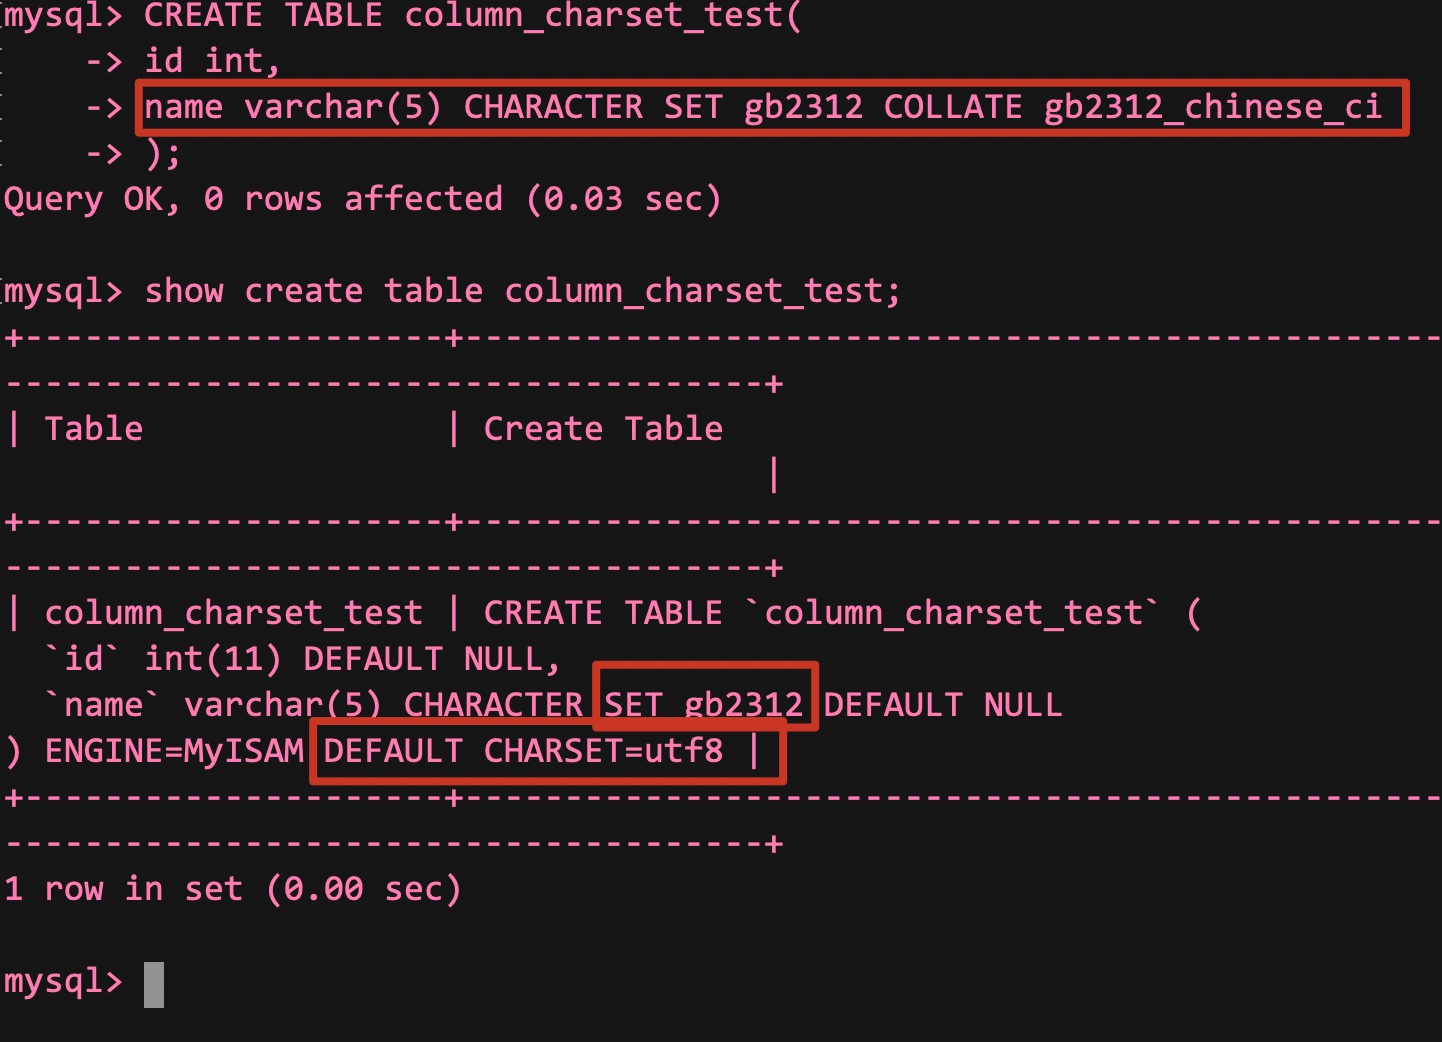 mysql> CREATE TABLE column_charset_test(
    -> id int,
    -> name varchar(5) CHARACTER SET gb2312 COLLATE gb2312_chinese_ci
    -> );
Query OK, 0 rows affected (0.03 sec)
mysql> show create table column_charset_test;
+---------------------+-------------------------------------------------
--------------------------------------+
| Table               | Create Table
                                      |
+---------------------+-------------------------------------------------
--------------------------------------+
| column_charset_test | CREATE TABLE `column_charset_test` (
  `id` int(11) DEFAULT NULL,
  `name` varchar(5) CHARACTER SET gb2312 DEFAULT NULL
) ENGINE=MyISAM DEFAULT CHARSET=utf8 |
+---------------------+-------------------------------------------------
--------------------------------------+
1 row in set (0.00 sec)
mysql>